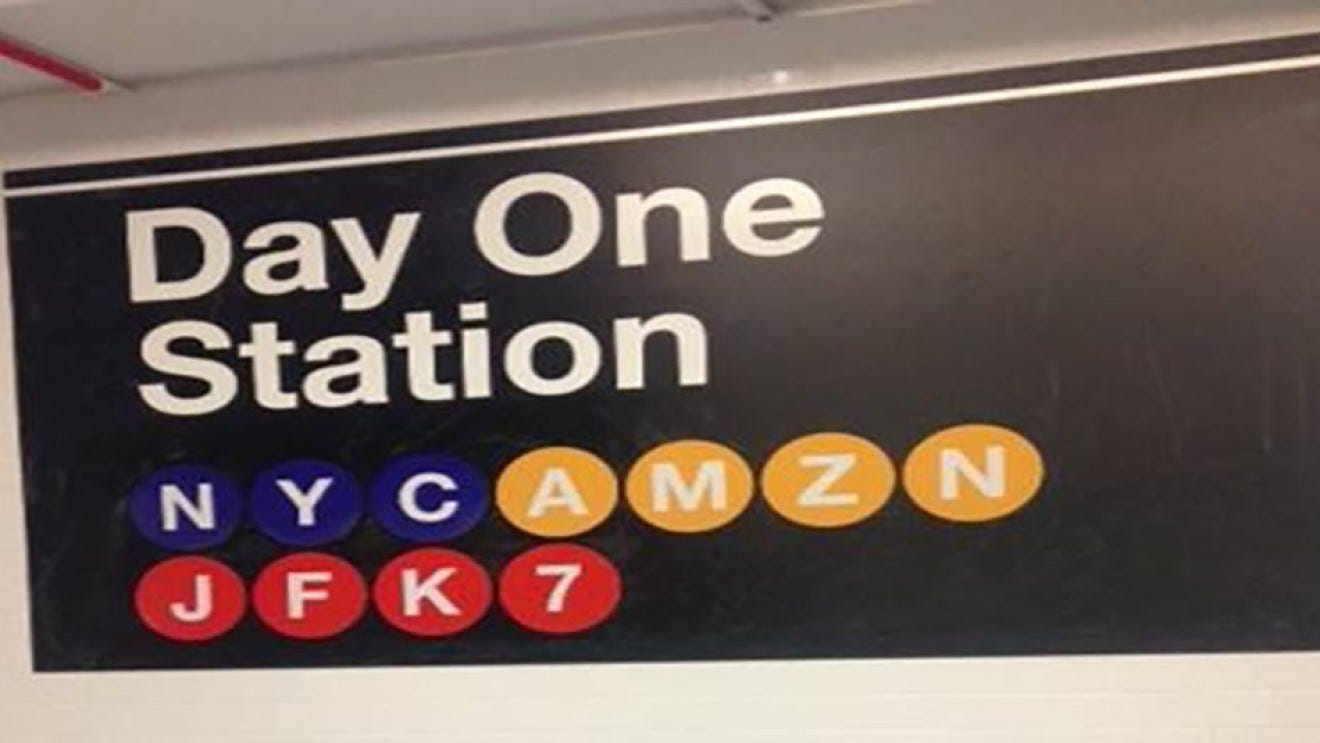 Day One
Station
N Y C A M Z N
J F K 7